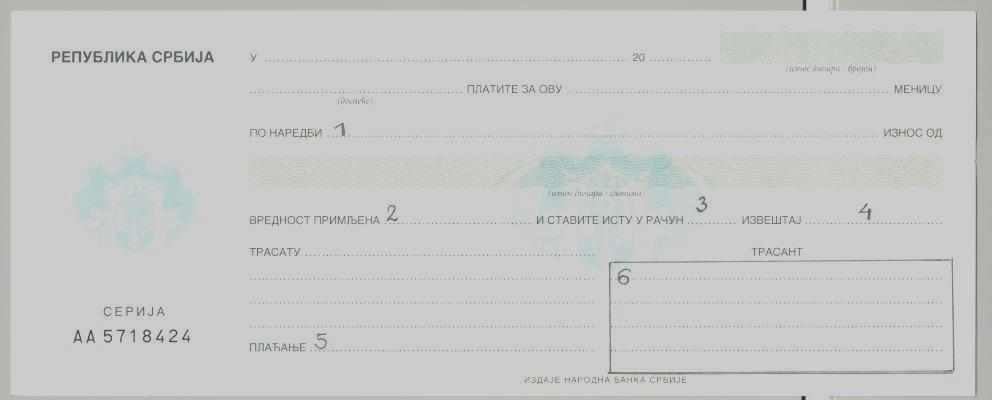 РЕПУБЛИКА СРБИЈА
У 20
(износ динара - бројем)
ПЛАТИТЕ ЗА ОВУ МЕНИЦУ
(доспеће)
ПО НАРЕДБИ 1 ИЗНОС ОД
(износ динара - словима)
ВРЕДНОСТ ПРИМЉЕНА 2 И СТАВИТЕ ИСТУ У РАЧУН 3 ИЗВЕШТАЈ 4
ТРАСАТУ ТРАСАНТ
6
СЕРИЈА
АА 5718424
ПЛАЋАЊЕ 5
ИЗДАЈЕ НАРОДНА БАНКА СРБИЈЕ